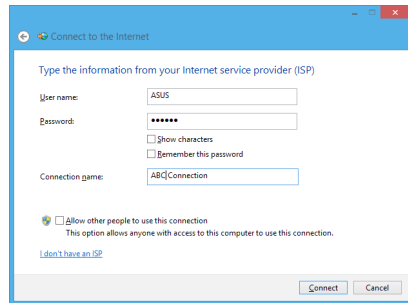 Connect to the Internet
Type the information from your Internet service provider (ISP)
User name: ASUS
Password: ••••••
Show characters
Remember this password
Connection name: ABC Connection
Allow other people to use this connection
This option allows anyone with access to this computer to use this connection.
I don't have an ISP
Connect Cancel